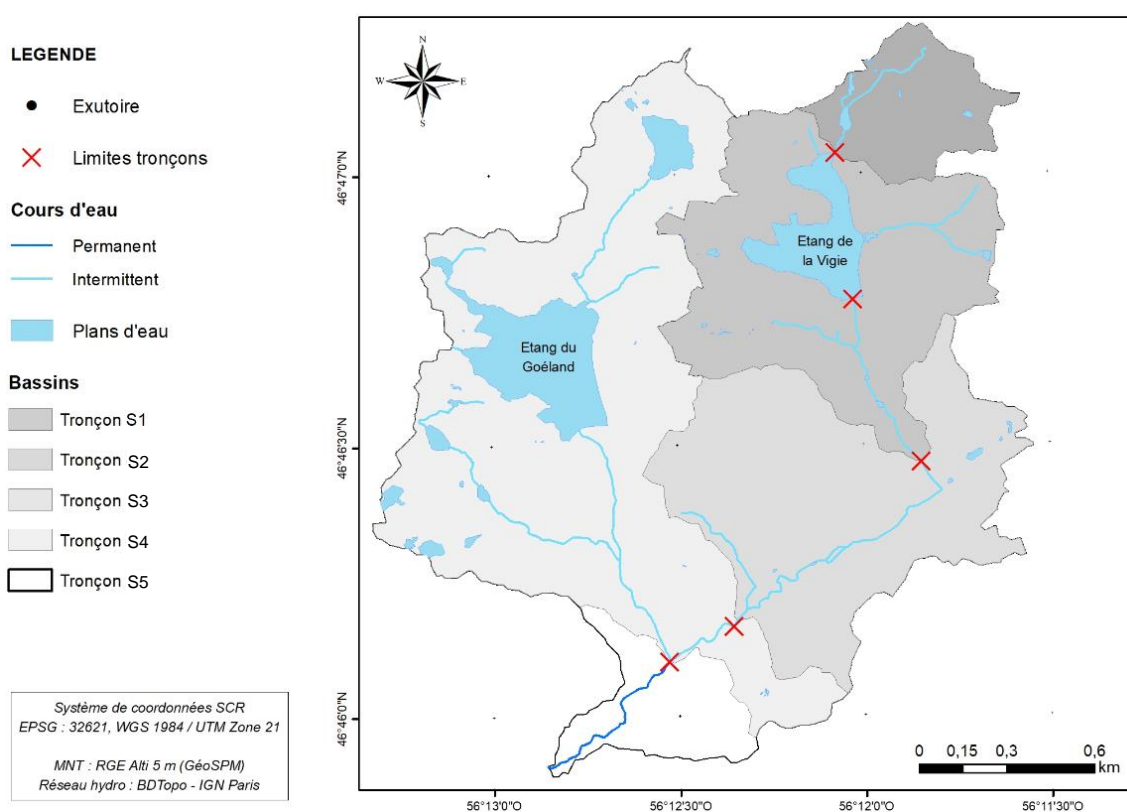 LEGENDE
Exutoire
Limites tronçons
Cours d'eau
Permanent
Intermittent
Plans d'eau
Bassins
Tronçon S1
Tronçon S2
Tronçon S3
Tronçon S4
Tronçon S5
Système de coordonnées SCR
EPSG : 32621, WGS 1984 / UTM Zone 21
MNT : RGE Alti 5 m (GéoSPM)
Réseau hydro : BDTopo - IGN Paris
N
W
E
S
46°47'0"N
46°46'30"N
46°46'0"N
Etang de
la Vigie
Etang du
Goéland
0 0,15 0,3 0,6
km
56°13'0"O 56°12'30"O 56°12'0"O 56°11'30"O